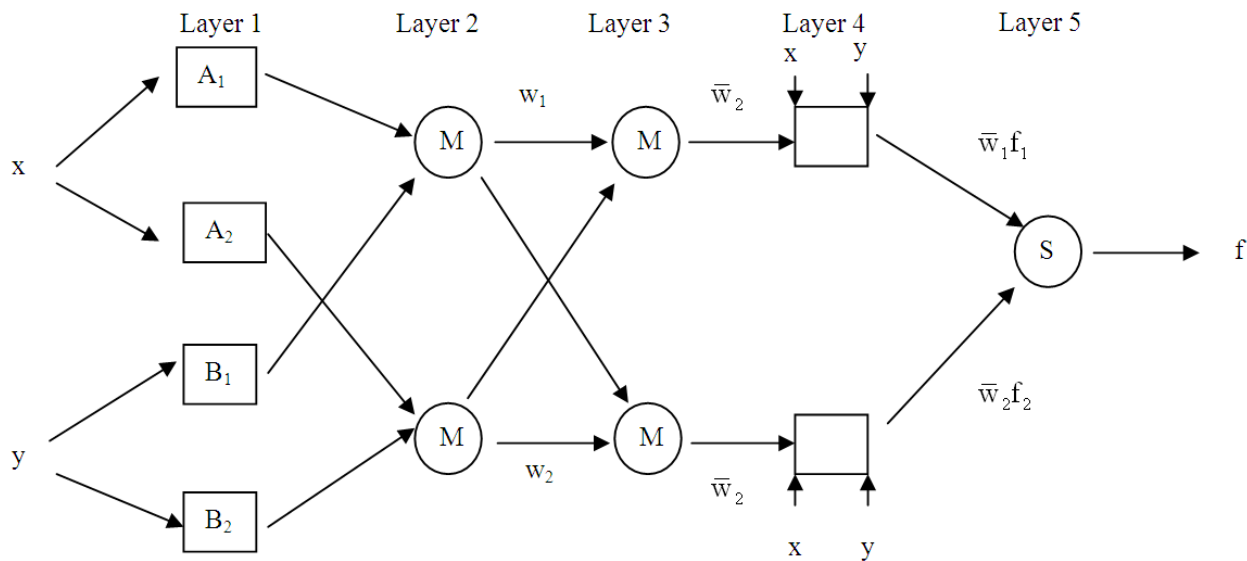 Layer 1 Layer 2 Layer 3 Layer 4 Layer 5
x y
A₁
w₁ w̅₂
M M
w̅₁f₁
x
A₂
S f
B₁
w̅₂f₂
M M
y
w₂ w̅₂
B₂
x y